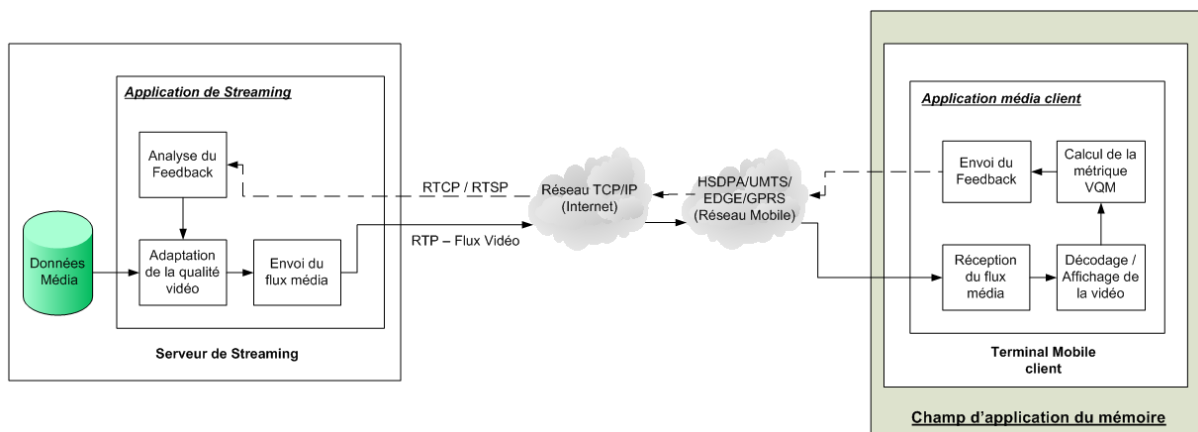 Application de Streaming
Analyse du
Feedback
Données
Média
Adaptation
de la qualité
vidéo
Envoi du
flux média
Serveur de Streaming
RTCP / RTSP
RTP – Flux Vidéo
Réseau TCP/IP
(Internet)
HSDPA/UMTS/
EDGE/GPRS
(Réseau Mobile)
Application média client
Envoi du
Feedback
Calcul de la
métrique
VQM
Réception
du flux
média
Décodage /
Affichage de
la vidéo
Terminal Mobile
client
Champ d'application du mémoire